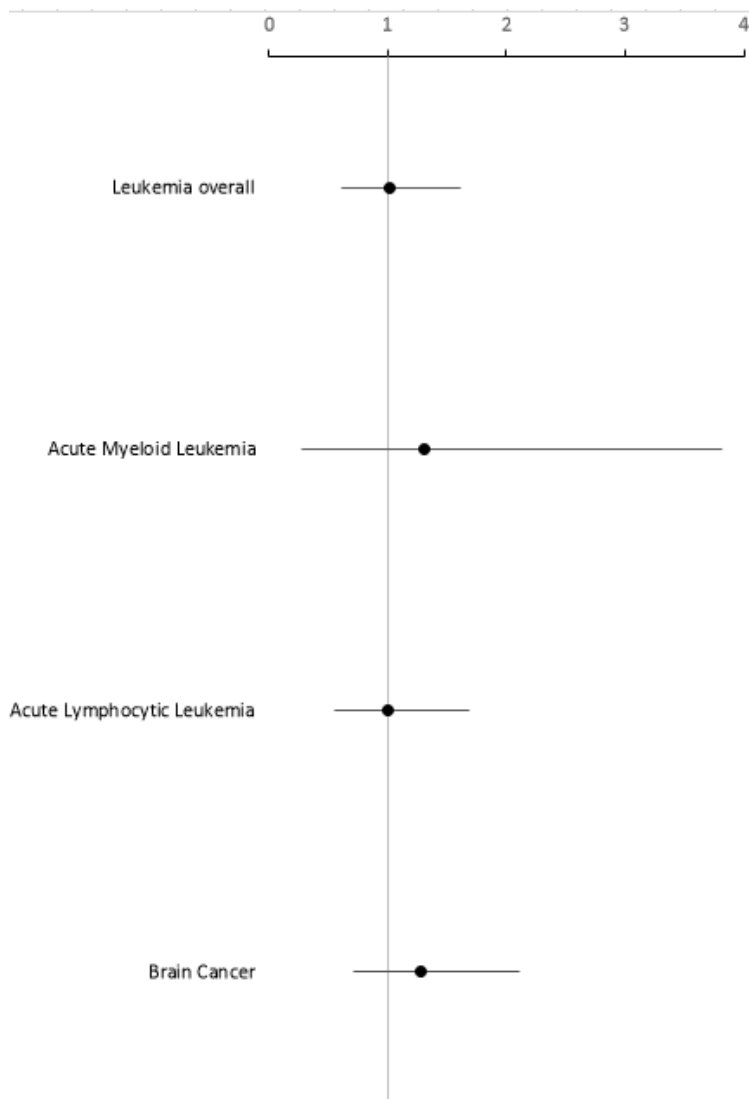 0 1 2 3 4
Leukemia overall
Acute Myeloid Leukemia
Acute Lymphocytic Leukemia
Brain Cancer